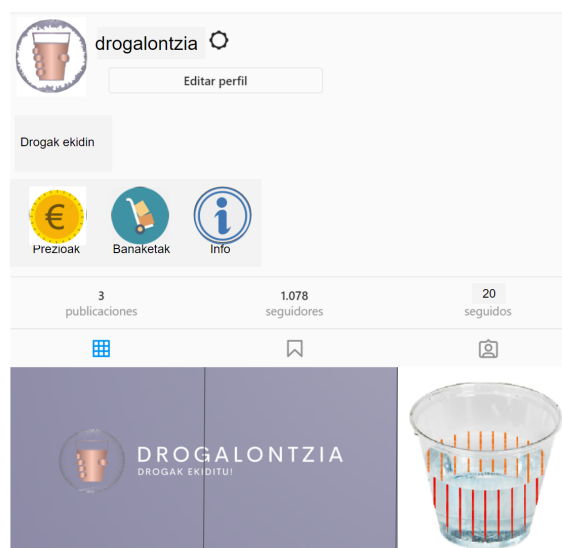 drogalontzia
Editar perfil
Drogak ekidin
€
Prezioak Banaketak Info
3 1.078 20
publicaciones seguidores seguidos
DROGALONTZIA
DROGAK EKIDITU!